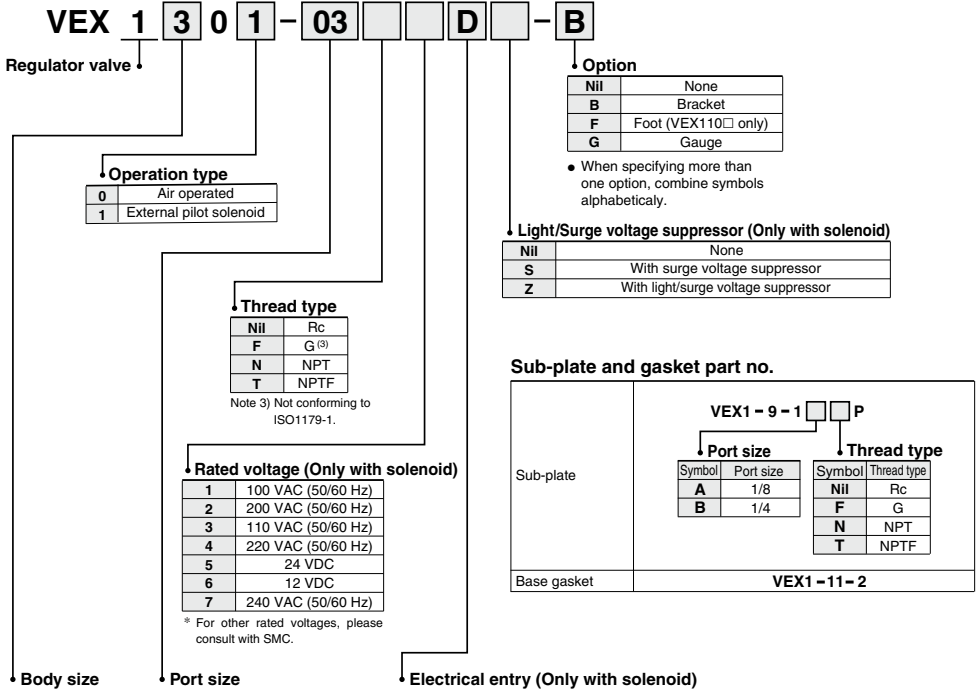 VEX 1 3 0 1 - 03 D - B
Regulator valve
Option
Nil None
B Bracket
F Foot (VEX110□ only)
G Gauge
● When specifying more than
one option, combine symbols
alphabeticaly.
Operation type
0 Air operated
1 External pilot solenoid
Light/Surge voltage suppressor (Only with solenoid)
Nil None
S With surge voltage suppressor
Z With light/surge voltage suppressor
Thread type
Nil Rc
F G (3)
N NPT
T NPTF
Note 3) Not conforming to
ISO1179-1.
Rated voltage (Only with solenoid)
1 100 VAC (50/60 Hz)
2 200 VAC (50/60 Hz)
3 110 VAC (50/60 Hz)
4 220 VAC (50/60 Hz)
5 24 VDC
6 12 VDC
7 240 VAC (50/60 Hz)
* For other rated voltages, please
consult with SMC.
Sub-plate and gasket part no.
Sub-plate
VEX1 - 9 - 1 □ □ P
Port size
Symbol Port size
A 1/8
B 1/4
Thread type
Symbol Thread type
Nil Rc
F G
N NPT
T NPTF
Base gasket VEX1 - 11 - 2
Body size
Port size
Electrical entry (Only with solenoid)